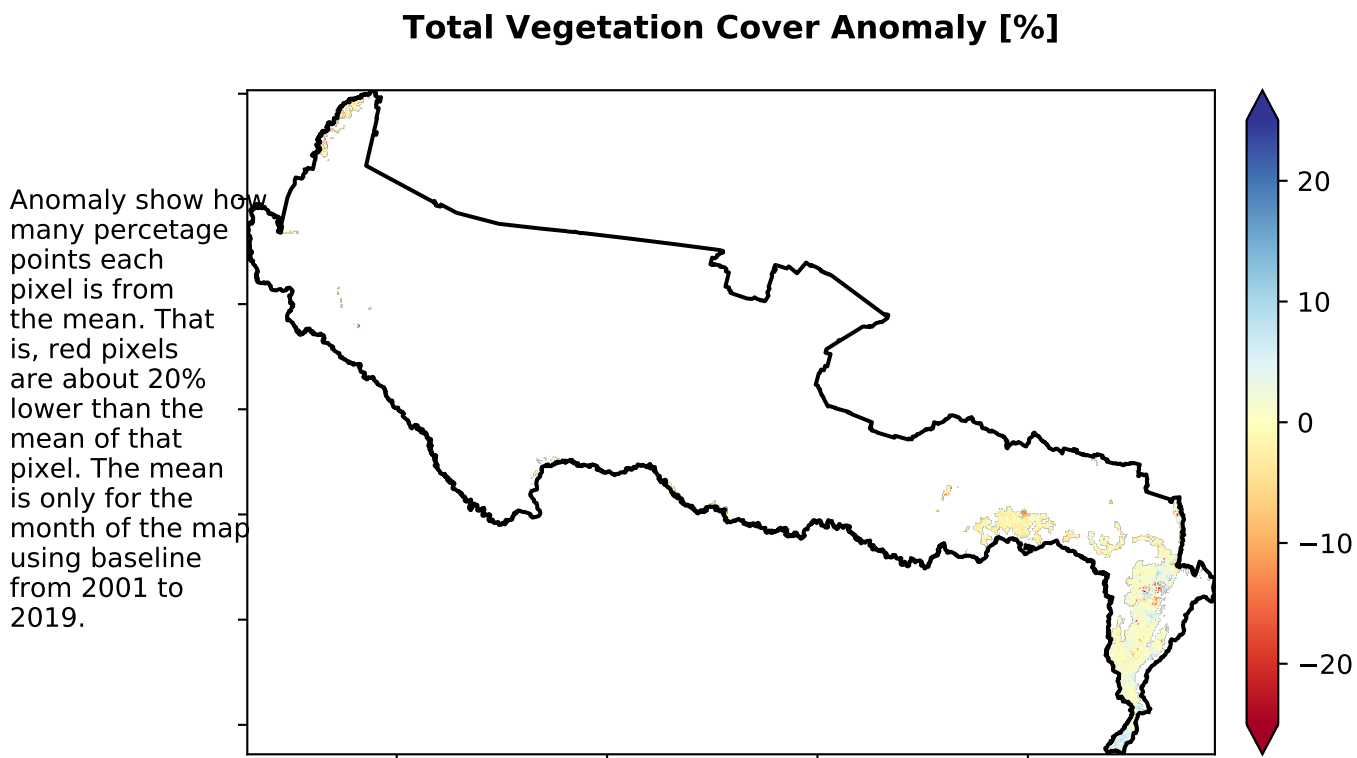 Total Vegetation Cover Anomaly [%]
Anomaly show how
many percetage
points each
pixel is from
the mean. That
is, red pixels
are about 20%
lower than the
mean of that
pixel. The mean
is only for the
month of the map
using baseline
from 2001 to
2019.
20
10
0
−10
−20